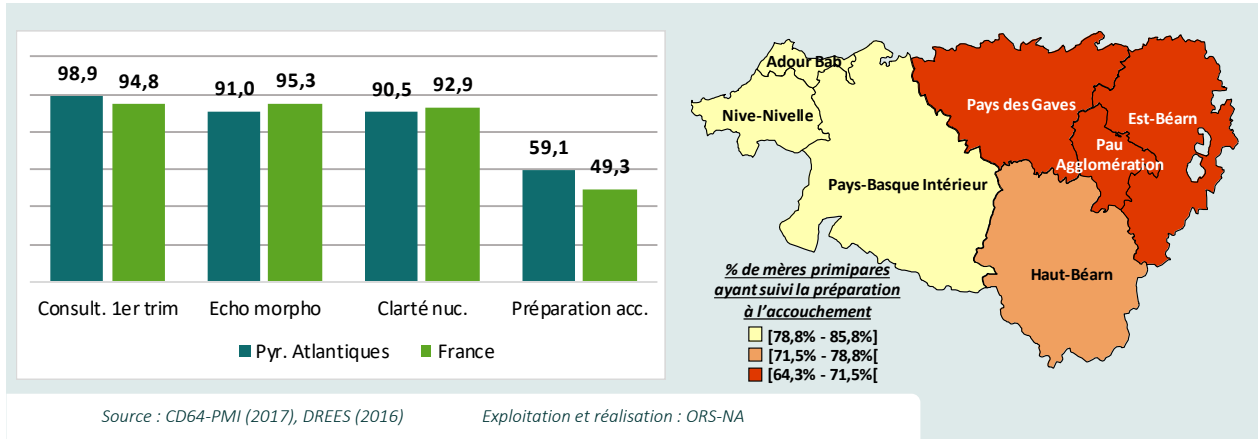 98,9
94,8
91,0
95,3
90,5
92,9
59,1
49,3
Consult. 1er trim
Echo morpho
Clarté nuc.
Préparation acc.
Pyr. Atlantiques
France
Adour Bab
Nive-Nivelle
Pays-Basque Intérieur
Pays des Gaves
Est-Béarn
Pau
Agglomération
Haut-Béarn
% de mères primipares
ayant suivi la préparation
à l’accouchement
[78,8% - 85,8%]
[71,5% - 78,8%[
[64,3% - 71,5%[
Source : CD64-PMI (2017), DREES (2016)
Exploitation et réalisation : ORS-NA